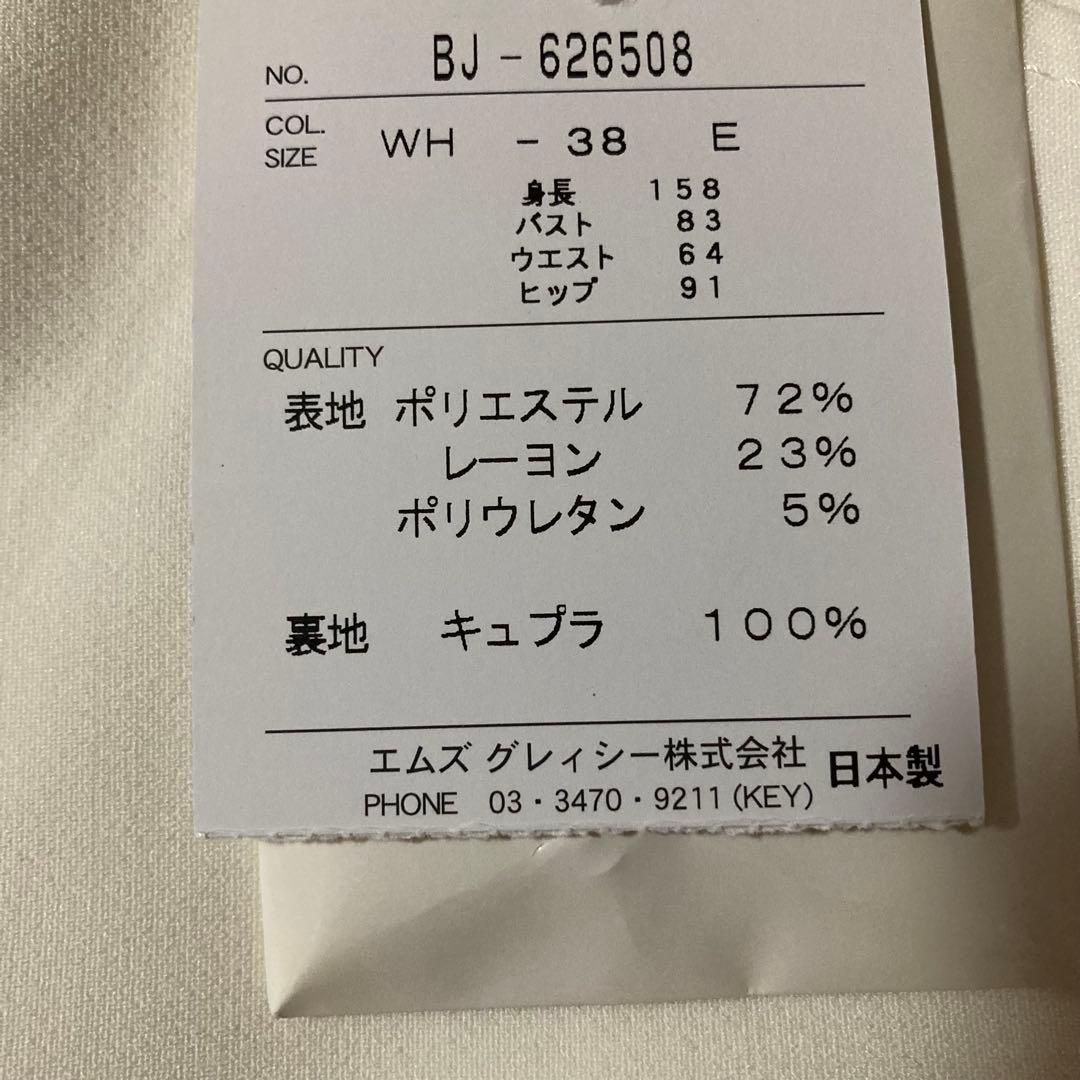 NO. BJ-626508
COL. SIZE WH -38 E
身長 158
バスト 83
ウエスト 64
ヒップ 91
QUALITY
表地 ポリエステル 72%
レーヨン 23%
ポリウレタン 5%
裏地 キュプラ 100%
エムズ グレィシー株式会社 日本製
PHONE 03・3470・9211(KEY)